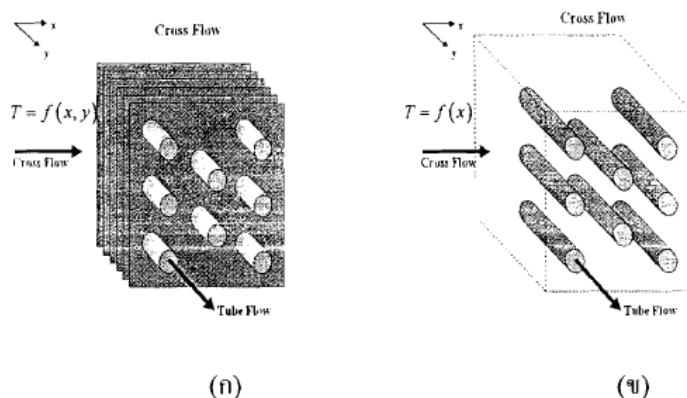 x
y
Cross Flow
T = f(x, y)
Cross Flow
Tube Flow
(ก)
x
y
Cross Flow
T = f(x)
Cross Flow
Tube Flow
(ข)